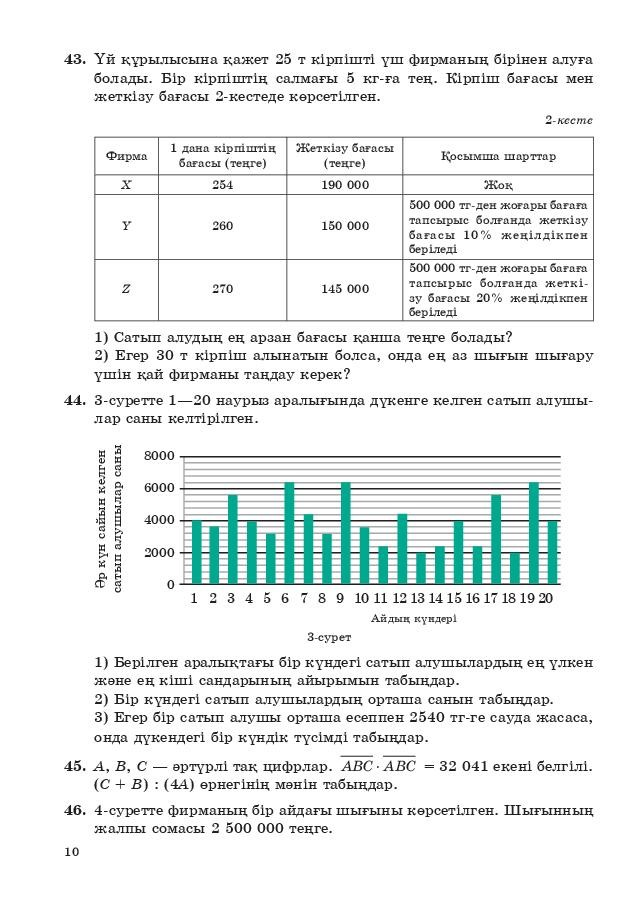 43. Үй құрылысына қажет 25 т кірпішті үш фирманың бірінен алуға
болады. Бір кірпіштің салмағы 5 кг-ға тең. Кірпіш бағасы мен
жеткізу бағасы 2-кестеде көрсетілген.
2-кесте
Фирма
1 дана кірпіштің
бағасы (теңге)
Жеткізу бағасы
(теңге)
Қосымша шарттар
X 254 190 000 Жоқ
Y 260 150 000
500 000 тг-ден жоғары бағаға
тапсырыс болғанда жеткізу
бағасы 10% жеңілдікпен
беріледі
Z 270 145 000
500 000 тг-ден жоғары бағаға
тапсырыс болғанда жеткі-
зу бағасы 20% жеңілдікпен
беріледі
1) Сатып алудың ең арзан бағасы қанша теңге болады?
2) Егер 30 т кірпіш алынатын болса, онда ең аз шығын шығару
үшін қай фирманы таңдау керек?
44. 3-суретте 1—20 наурыз аралығында дүкенге келген сатып алушы-
лар саны келтірілген.
Әр күн сайын келген
сатып алушылар саны
8000
6000
4000
2000
0
1 2 3 4 5 6 7 8 9 10 11 12 13 14 15 16 17 18 19 20
Айдың күндері
3-сурет
1) Берілген аралықтағы бір күндегі сатып алушылардың ең үлкен
және ең кіші сандарының айырымын табыңдар.
2) Бір күндегі сатып алушылардың орташа санын табыңдар.
3) Егер бір сатып алушы орташа есеппен 2540 тг-ге сауда жасаса,
онда дүкендегі бір күндік түсімді табыңдар.
45. A, B, C — әртүрлі тақ цифрлар. A̅B̅C̅ · A̅B̅C̅ = 32 041 екені белгілі.
(C + B) : (4A) өрнегінің мәнін табыңдар.
46. 4-суретте фирманың бір айдағы шығыны көрсетілген. Шығынның
жалпы сомасы 2 500 000 теңге.
10